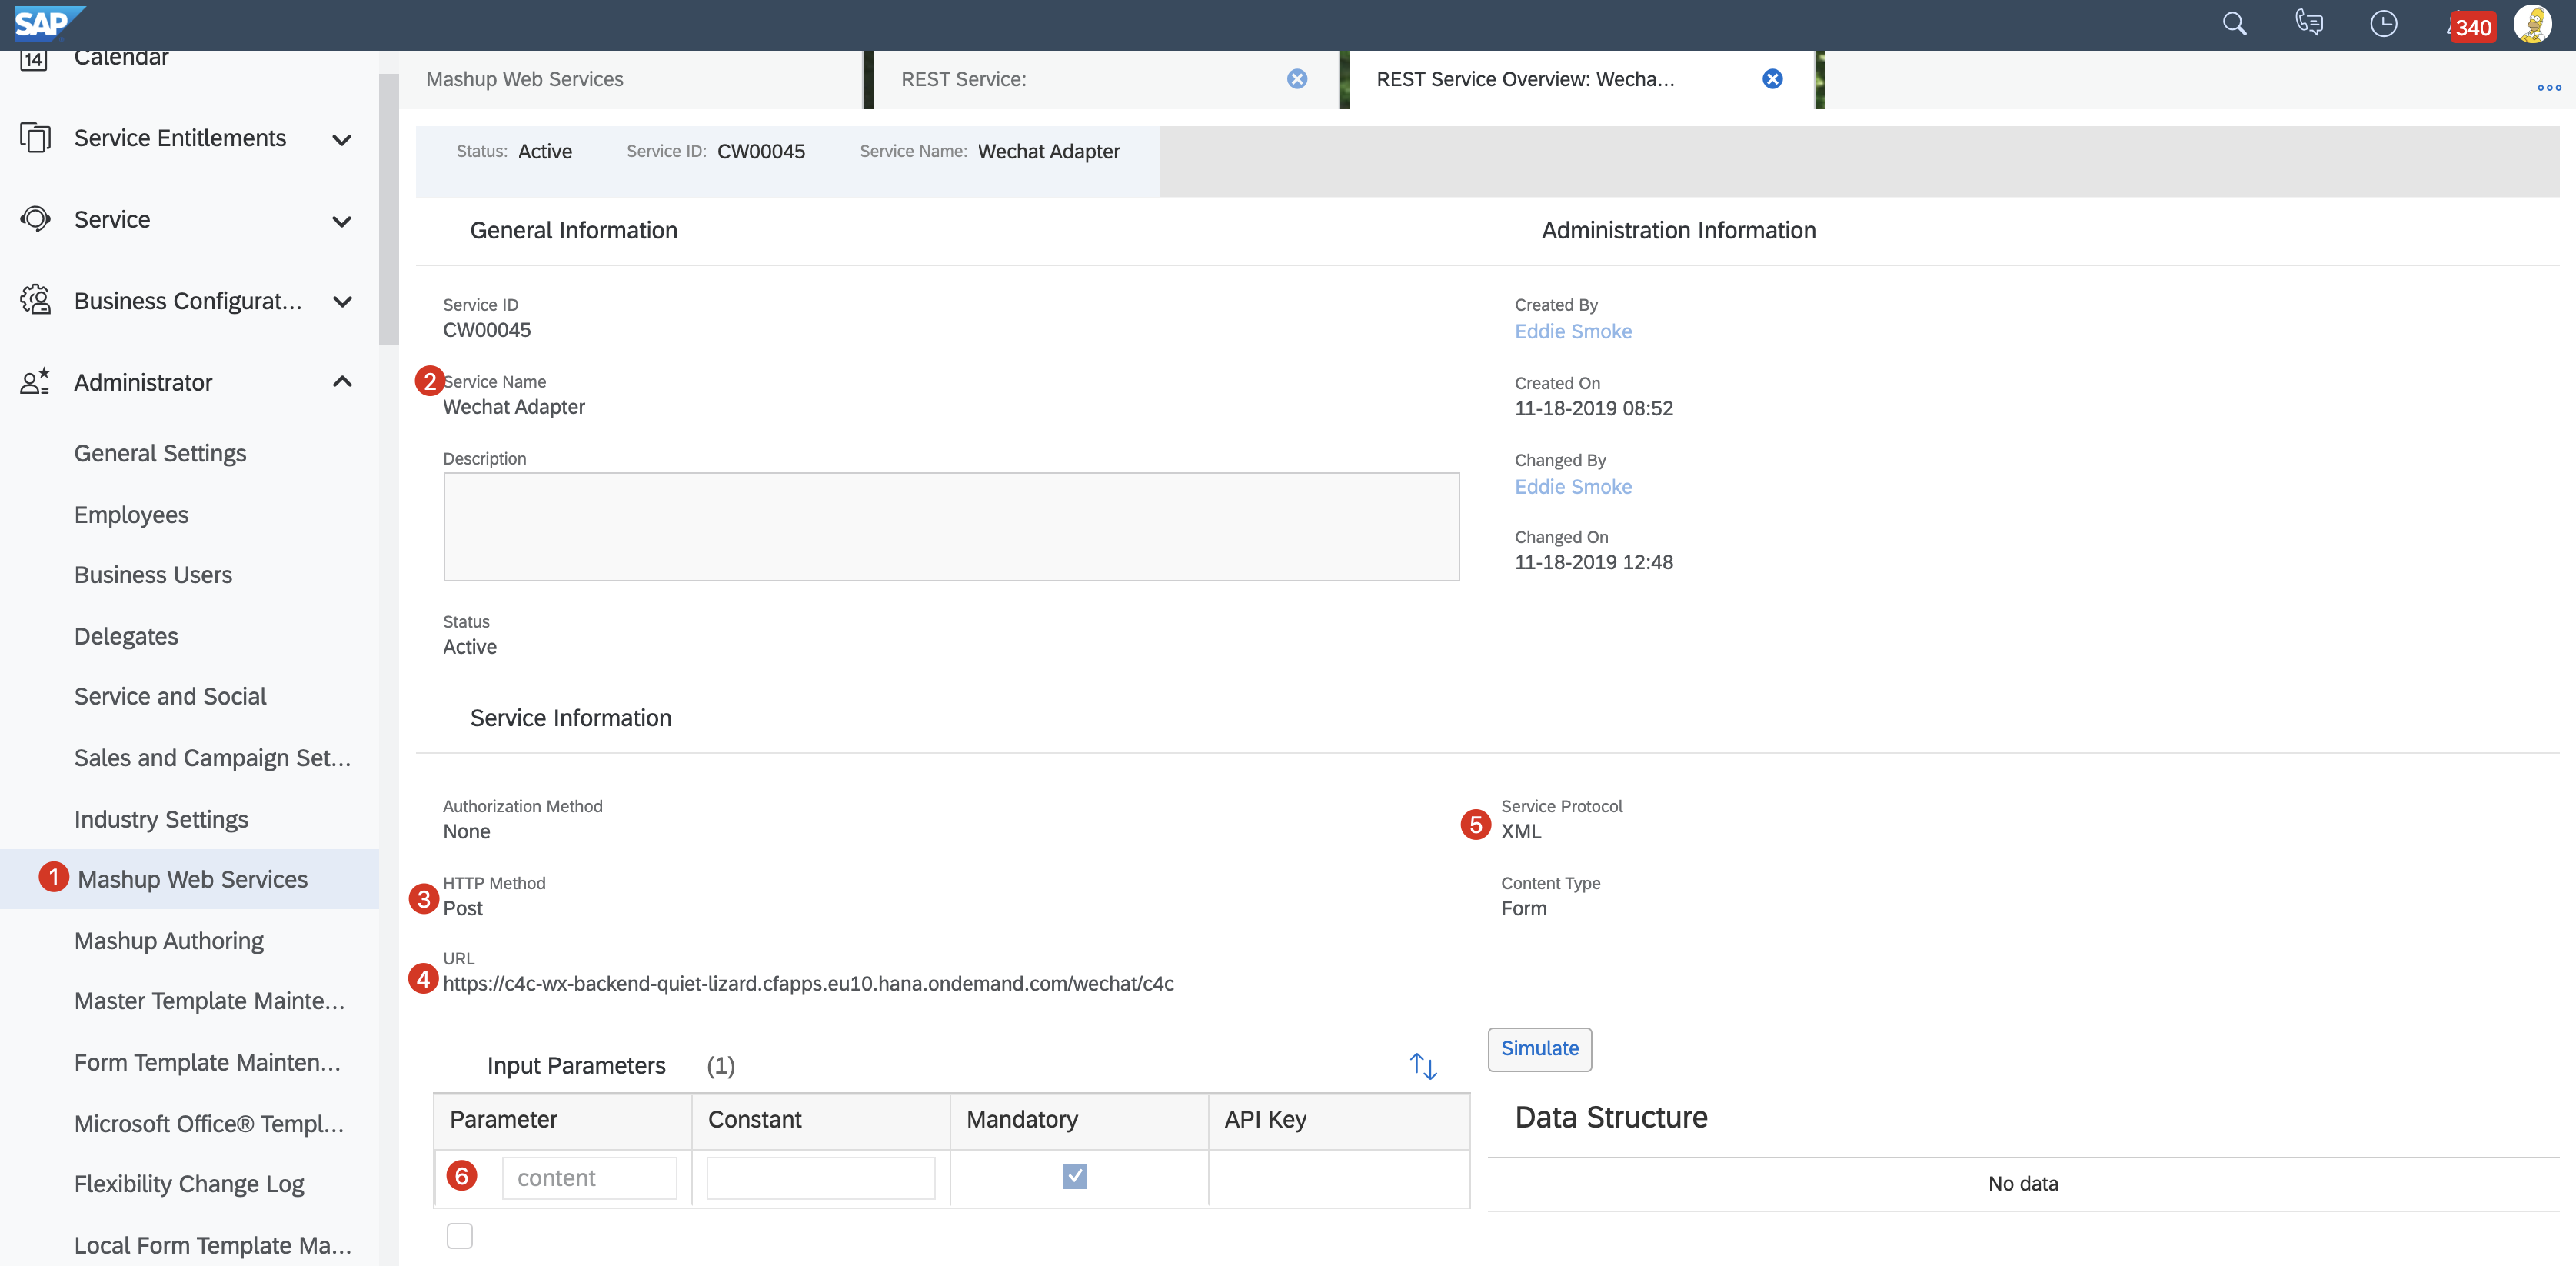 SAP
340
14 Calendar
Service Entitlements
Service
Business Configurat...
Administrator
General Settings
Employees
Business Users
Delegates
Service and Social
Sales and Campaign Set...
Industry Settings
1 Mashup Web Services
Mashup Authoring
Master Template Mainte...
Form Template Mainten...
Microsoft Office® Templ...
Flexibility Change Log
Local Form Template Ma...
Mashup Web Services
REST Service:
REST Service Overview: Wecha...
Status: Active Service ID: CW00045 Service Name: Wechat Adapter
General Information
Service ID
CW00045
2 Service Name
Wechat Adapter
Description
Status
Active
Administration Information
Created By
Eddie Smoke
Created On
11-18-2019 08:52
Changed By
Eddie Smoke
Changed On
11-18-2019 12:48
Service Information
Authorization Method
None
3 HTTP Method
Post
4 URL
https://c4c-wx-backend-quiet-lizard.cfapps.eu10.hana.ondemand.com/wechat/c4c
5 Service Protocol
XML
Content Type
Form
Input Parameters (1)
Parameter Constant Mandatory API Key
6 content
Simulate
Data Structure
No data